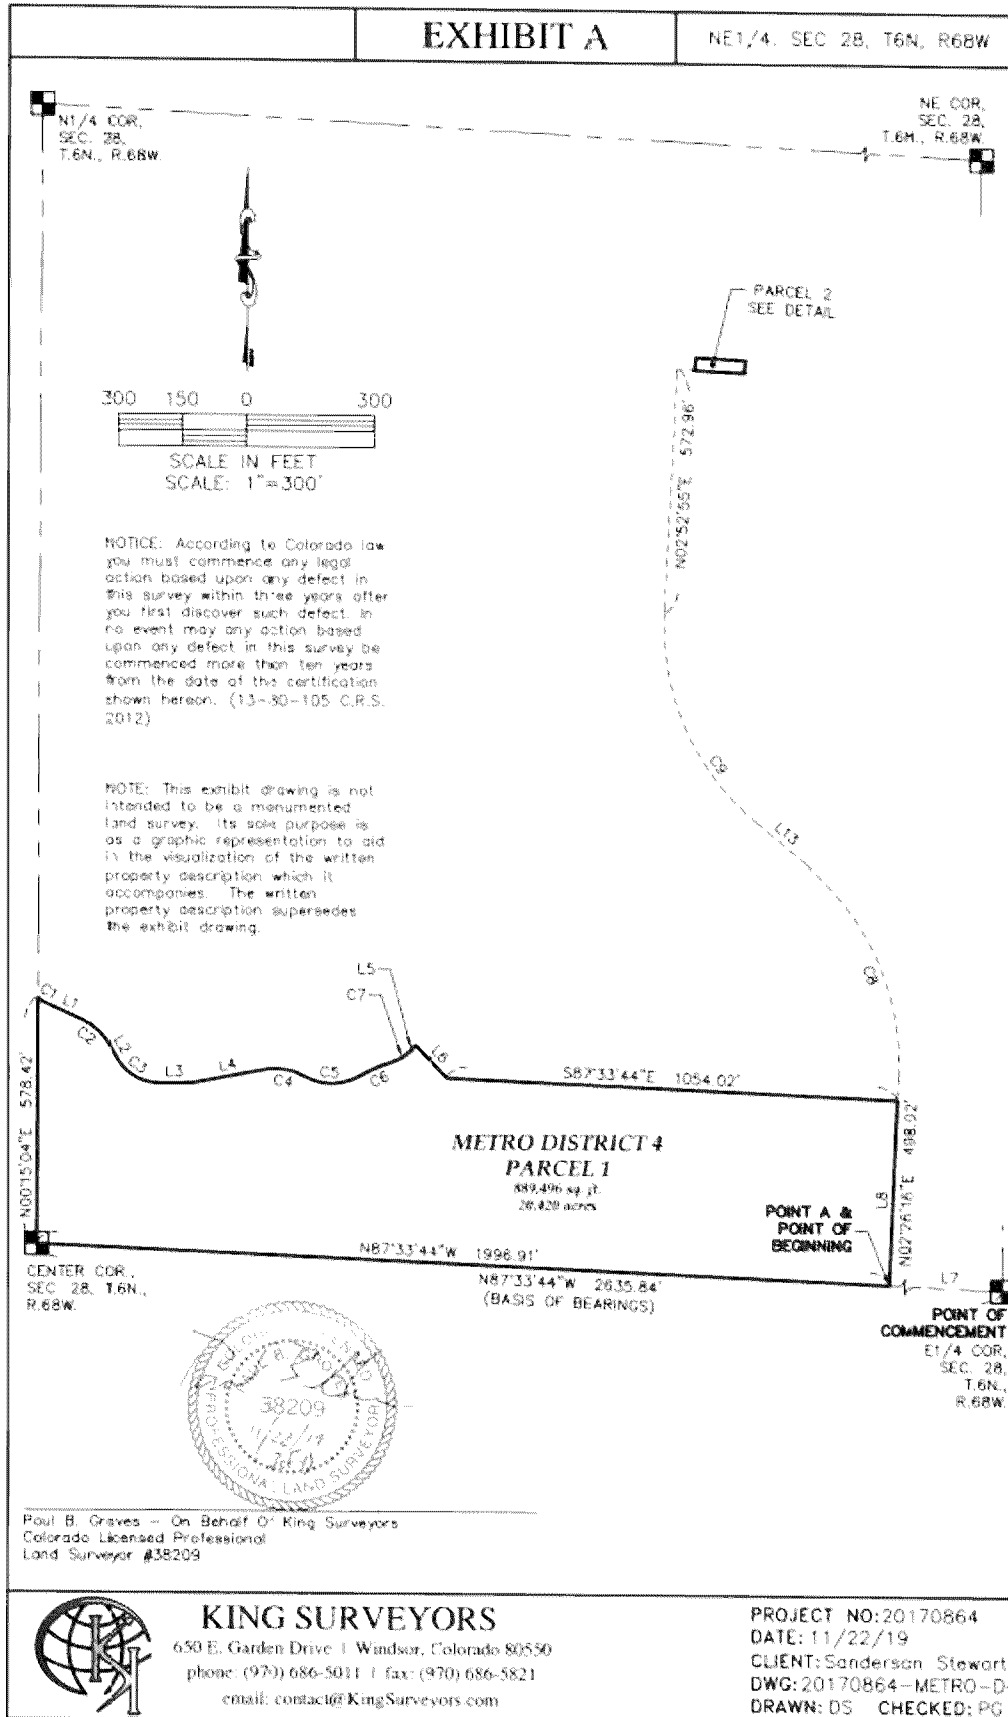 EXHIBIT A
NE1/4, SEC 28, T6N, R68W
N1/4 COR,
SEC. 28,
T.6N., R.68W.
NE COR,
SEC. 28,
T.6N., R.68W.
PARCEL 2
SEE DETAIL
300 150 0 300
SCALE IN FEET
SCALE: 1"=300'
N02°52'55"E 572.96'
NOTICE: According to Colorado law
you must commence any legal
action based upon any defect in
this survey within three years after
you first discover such defect. In
no event may any action based
upon any defect in this survey be
commenced more than ten years
from the date of the certification
shown hereon. (13-80-105 C.R.S.
2012)
C9
L13
C8
NOTE: This exhibit drawing is not
intended to be a monumented
land survey. Its sole purpose is
as a graphic representation to aid
in the visualization of the written
property description which it
accompanies. The written
property description supersedes
the exhibit drawing.
L5
C7
C1 L1
C2
L2
C3
L3
L4
C4
C5
C6
L6
S87°33'44"E 1084.02'
N00°15'04"E 578.42'
METRO DISTRICT 4
PARCEL 1
889,496 sq. ft.
20.420 acres
POINT A &
POINT OF
BEGINNING
L8
N02°26'16"E 498.02'
N87°33'44"W 1996.91'
N87°33'44"W 2635.84'
(BASIS OF BEARINGS)
L7
CENTER COR.,
SEC 28, T.6N.,
R.68W.
POINT OF
COMMENCEMENT
E1/4 COR,
SEC. 28,
T.6N.,
R.68W.
38209
11/22/19
PROFESSIONAL LAND SURVEYOR
Paul B. Groves – On Behalf Of King Surveyors
Colorado Licensed Professional
Land Surveyor #38209
KING SURVEYORS
650 E. Garden Drive | Windsor, Colorado 80550
phone: (970) 686-5011 | fax: (970) 686-5821
email: contact@KingSurveyors.com
PROJECT NO:20170864
DATE: 11/22/19
CLIENT: Sanderson Stewart
DWG: 20170864-METRO-D
DRAWN: DS CHECKED: PG